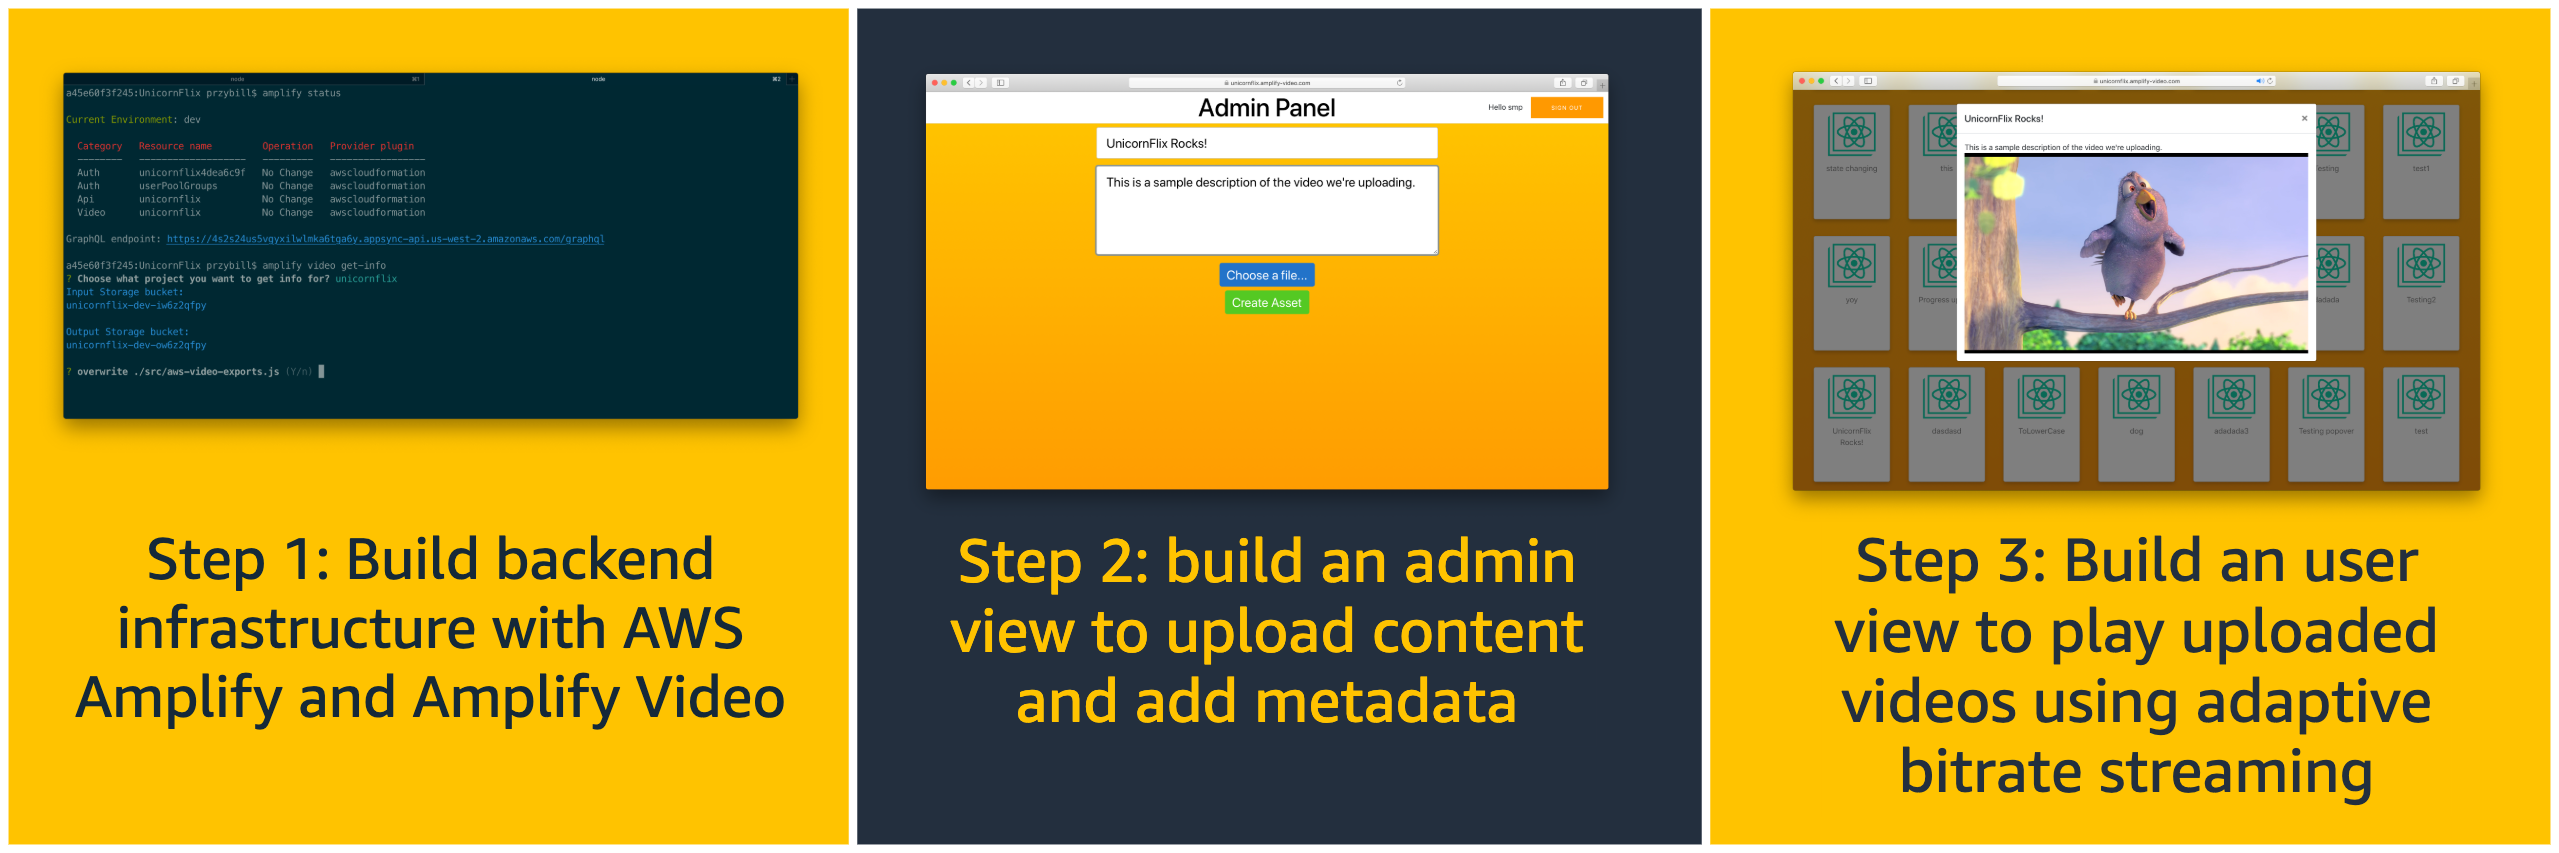 node ⌘1 node ⌘2
a45e60f3f245:UnicornFlix przybill$ amplify status
Current Environment: dev
Category Resource name Operation Provider plugin
Auth unicornflix4dea6c9f No Change awscloudformation
Auth userPoolGroups No Change awscloudformation
Api unicornflix No Change awscloudformation
Video unicornflix No Change awscloudformation
GraphQL endpoint: https://4s2s24us5vgyxilwlmka6tga6y.appsync-api.us-west-2.amazonaws.com/graphql
a45e60f3f245:UnicornFlix przybill$ amplify video get-info
? Choose what project you want to get info for? unicornflix
Input Storage bucket:
unicornflix-dev-iw6z2qfpy
Output Storage bucket:
unicornflix-dev-ow6z2qfpy
? overwrite ./src/aws-video-exports.js (Y/n)
Step 1: Build backend
infrastructure with AWS
Amplify and Amplify Video
unicornflix.amplify-video.com
Admin Panel
Hello smp
SIGN OUT
UnicornFlix Rocks!
This is a sample description of the video we're uploading.
Choose a file...
Create Asset
Step 2: build an admin
view to upload content
and add metadata
unicornflix.amplify-video.com
UnicornFlix Rocks!
This is a sample description of the video we're uploading.
state changing this test1
yoy Progress Testing2
UnicornFlix dasdasd ToLowerCase dog adadada3 Testing popover test
Rocks!
Step 3: Build an user
view to play uploaded
videos using adaptive
bitrate streaming